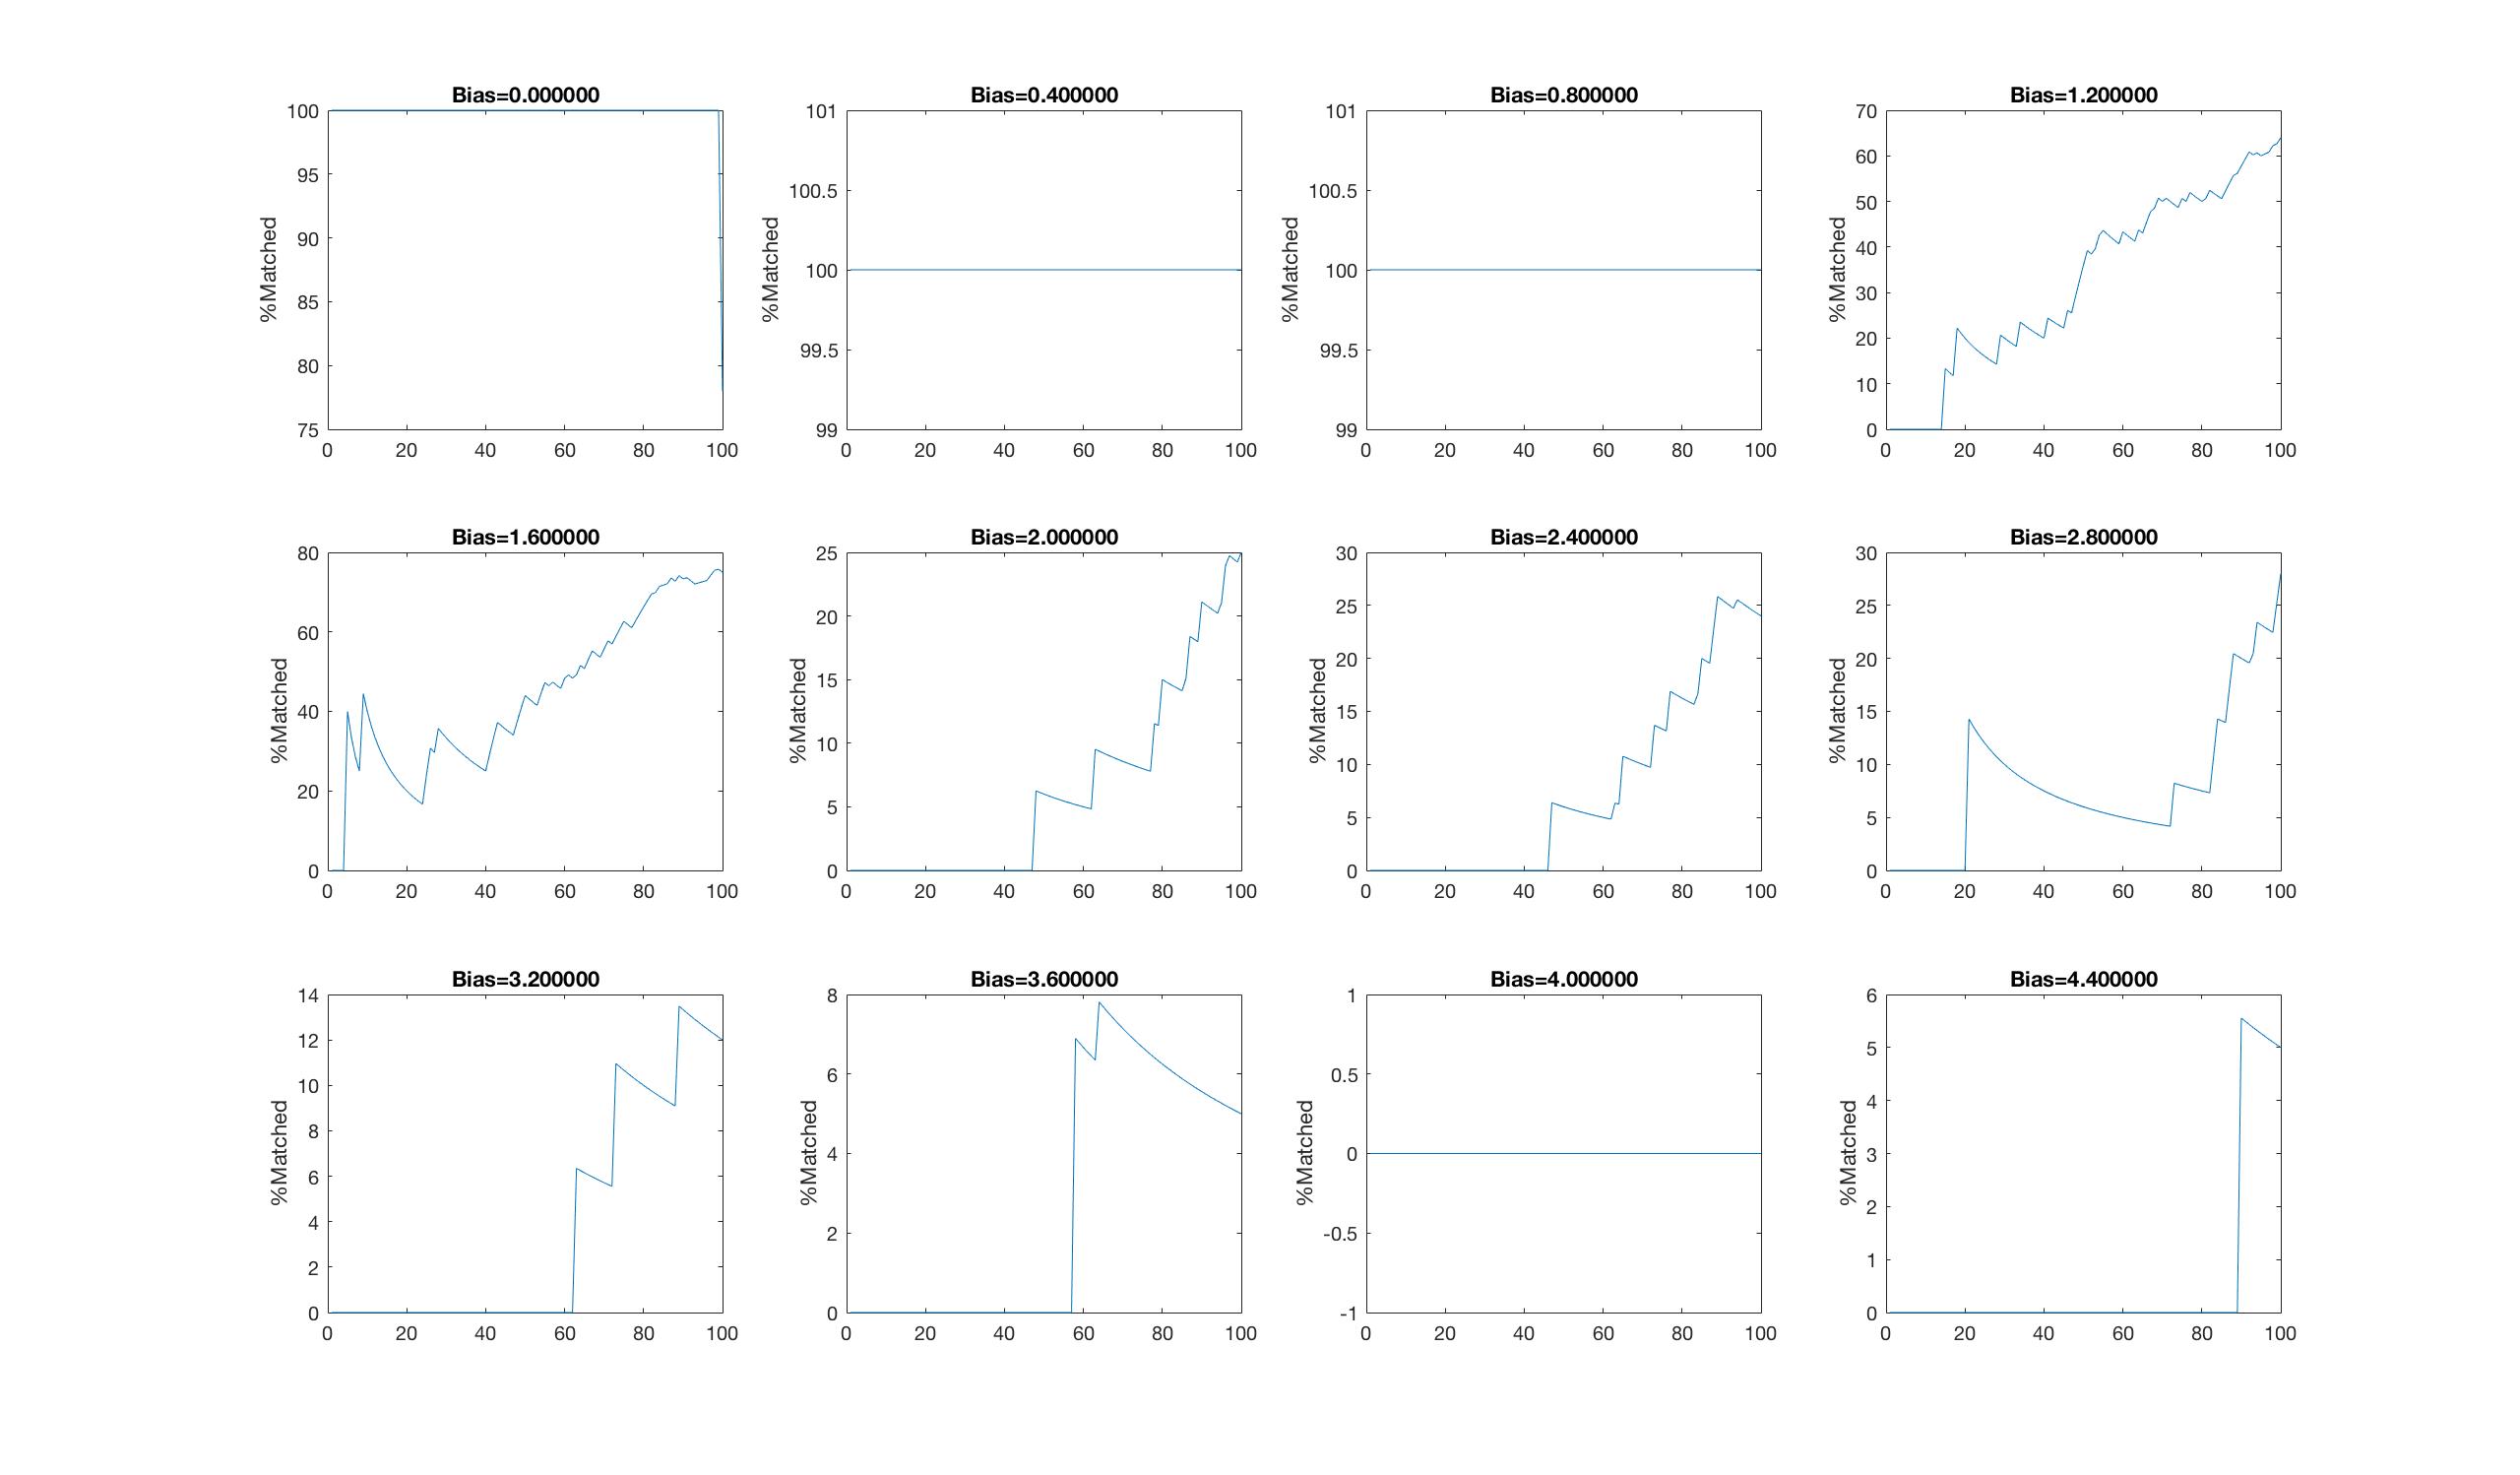 Bias=0.000000
Bias=0.400000
Bias=0.800000
Bias=1.200000
100
95
90
85
80
75
%Matched
0 20 40 60 80 100
101
100.5
100
99.5
99
%Matched
0 20 40 60 80 100
101
100.5
100
99.5
99
%Matched
0 20 40 60 80 100
70
60
50
40
30
20
10
0
%Matched
0 20 40 60 80 100
Bias=1.600000
Bias=2.000000
Bias=2.400000
Bias=2.800000
80
60
40
20
0
%Matched
0 20 40 60 80 100
25
20
15
10
5
0
%Matched
0 20 40 60 80 100
30
25
20
15
10
5
0
%Matched
0 20 40 60 80 100
30
25
20
15
10
5
0
%Matched
0 20 40 60 80 100
Bias=3.200000
Bias=3.600000
Bias=4.000000
Bias=4.400000
14
12
10
8
6
4
2
0
%Matched
0 20 40 60 80 100
8
6
4
2
0
%Matched
0 20 40 60 80 100
1
0.5
0
-0.5
-1
%Matched
0 20 40 60 80 100
6
5
4
3
2
1
0
%Matched
0 20 40 60 80 100